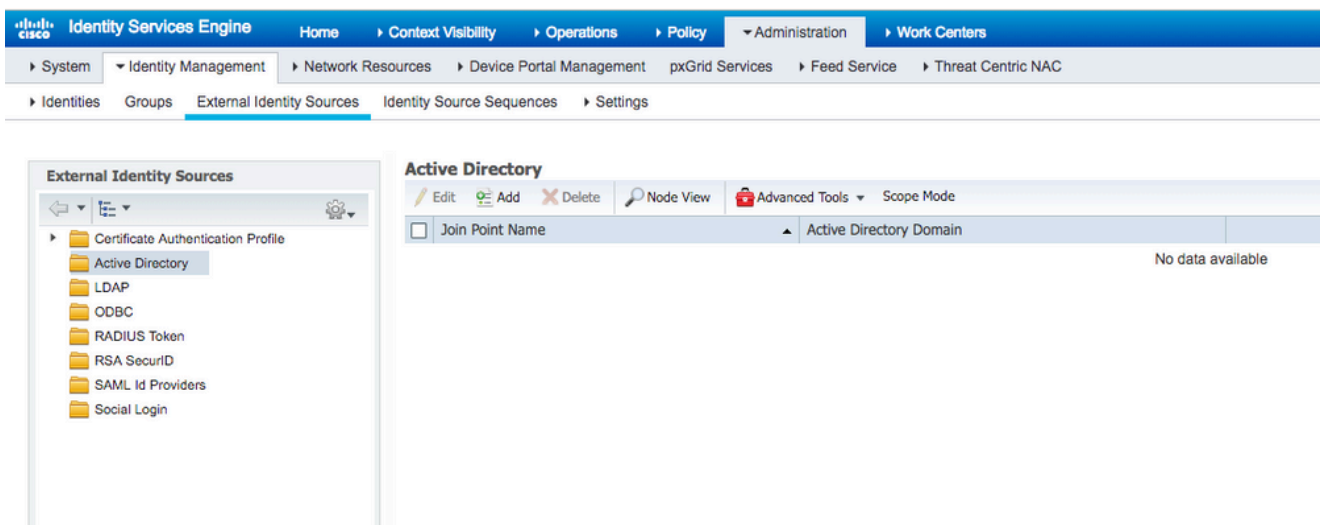 cisco Identity Services Engine Home Context Visibility Operations Policy Administration Work Centers
System Identity Management Network Resources Device Portal Management pxGrid Services Feed Service Threat Centric NAC
Identities Groups External Identity Sources Identity Source Sequences Settings
External Identity Sources
Certificate Authentication Profile
Active Directory
LDAP
ODBC
RADIUS Token
RSA SecurID
SAML Id Providers
Social Login
Active Directory
Edit Add Delete Node View Advanced Tools Scope Mode
Join Point Name Active Directory Domain
No data available